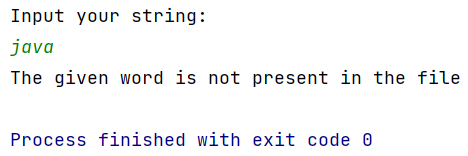 Input your string:
java
The given word is not present in the file
Process finished with exit code 0